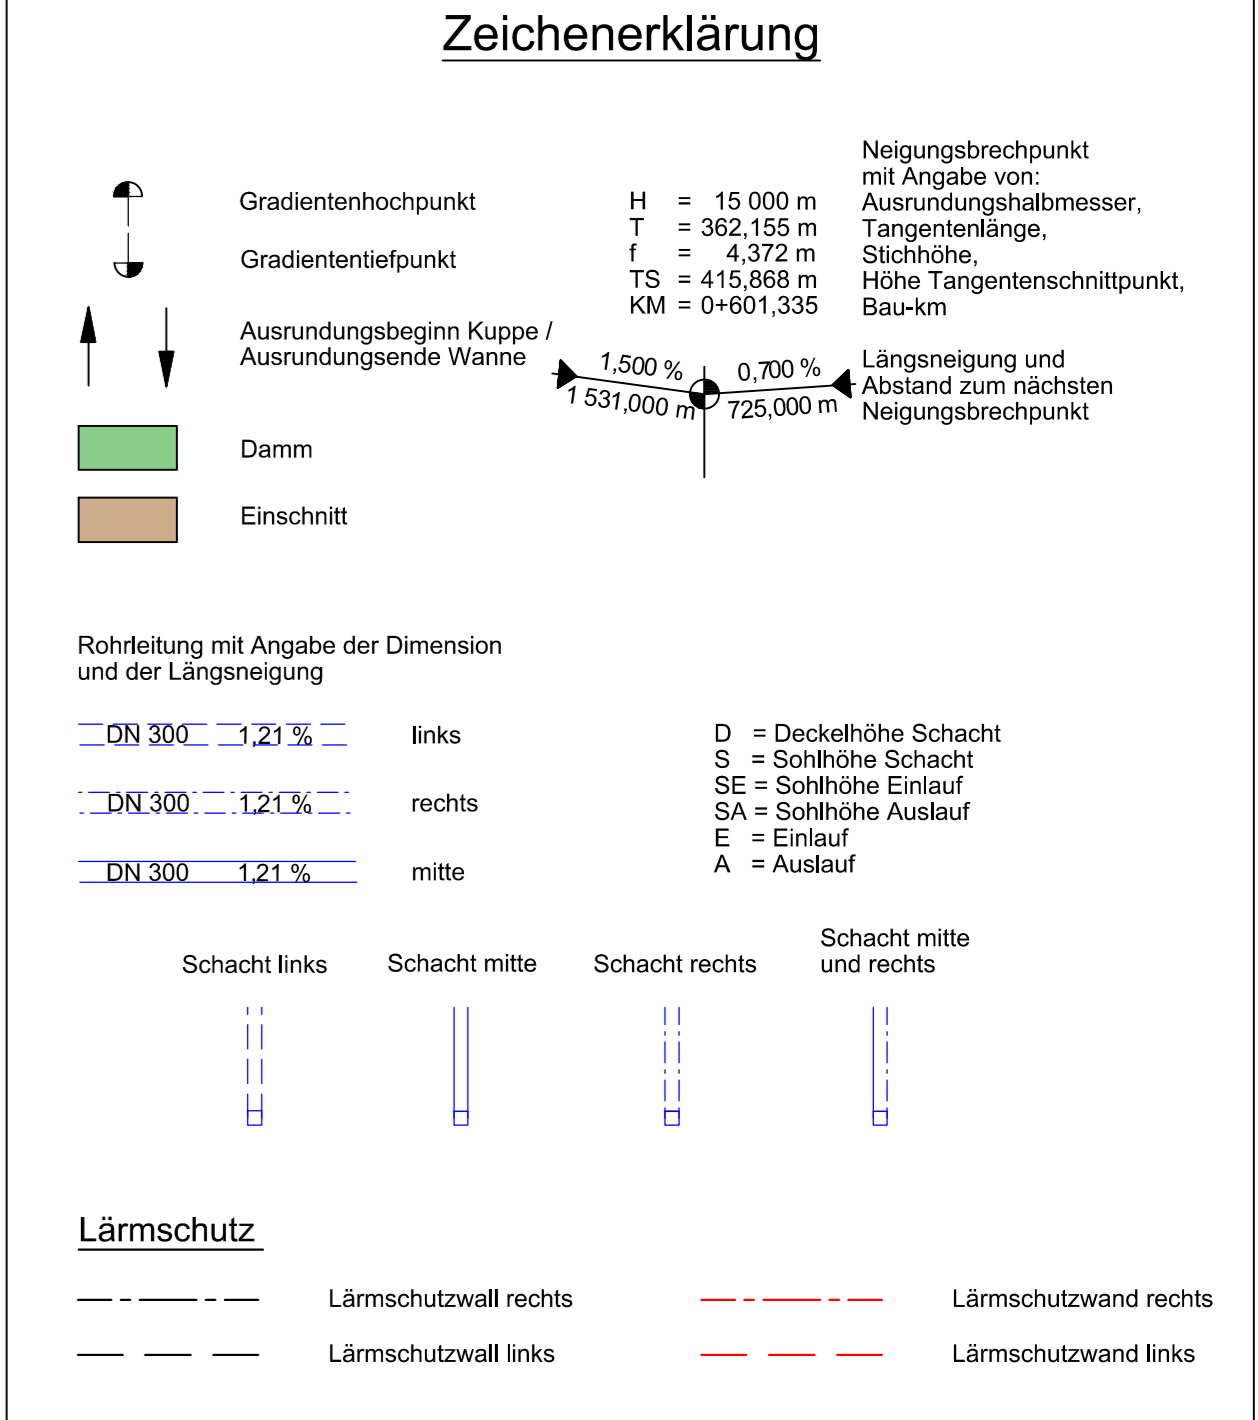 Zeichenerklärung
Gradientenhochpunkt
Gradiententiefpunkt
Ausrundungsbeginn Kuppe /
Ausrundungsende Wanne
Damm
Einschnitt
H = 15 000 m
T = 362,155 m
f = 4,372 m
TS = 415,868 m
KM = 0+601,335
Neigungsbrechpunkt
mit Angabe von:
Ausrundungshalbmesser,
Tangentenlänge,
Stichhöhe,
Höhe Tangentenschnittpunkt,
Bau-km
1,500 %
1 531,000 m
0,700 %
725,000 m
Längsneigung und
Abstand zum nächsten
Neigungsbrechpunkt
Rohrleitung mit Angabe der Dimension
und der Längsneigung
DN 300 1,21 % links
DN 300 1,21 % rechts
DN 300 1,21 % mitte
D = Deckelhöhe Schacht
S = Sohlhöhe Schacht
SE = Sohlhöhe Einlauf
SA = Sohlhöhe Auslauf
E = Einlauf
A = Auslauf
Schacht links
Schacht mitte
Schacht rechts
Schacht mitte
und rechts
Lärmschutz
Lärmschutzwall rechts
Lärmschutzwall links
Lärmschutzwand rechts
Lärmschutzwand links